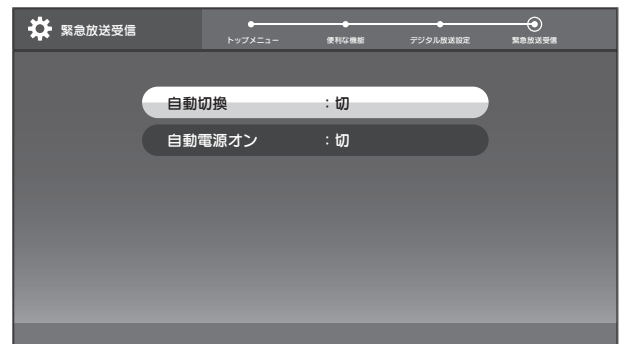 緊急放送受信
トップメニュー 便利な機能 デジタル放送設定 緊急放送受信
自動切換 ：切
自動電源オン ：切